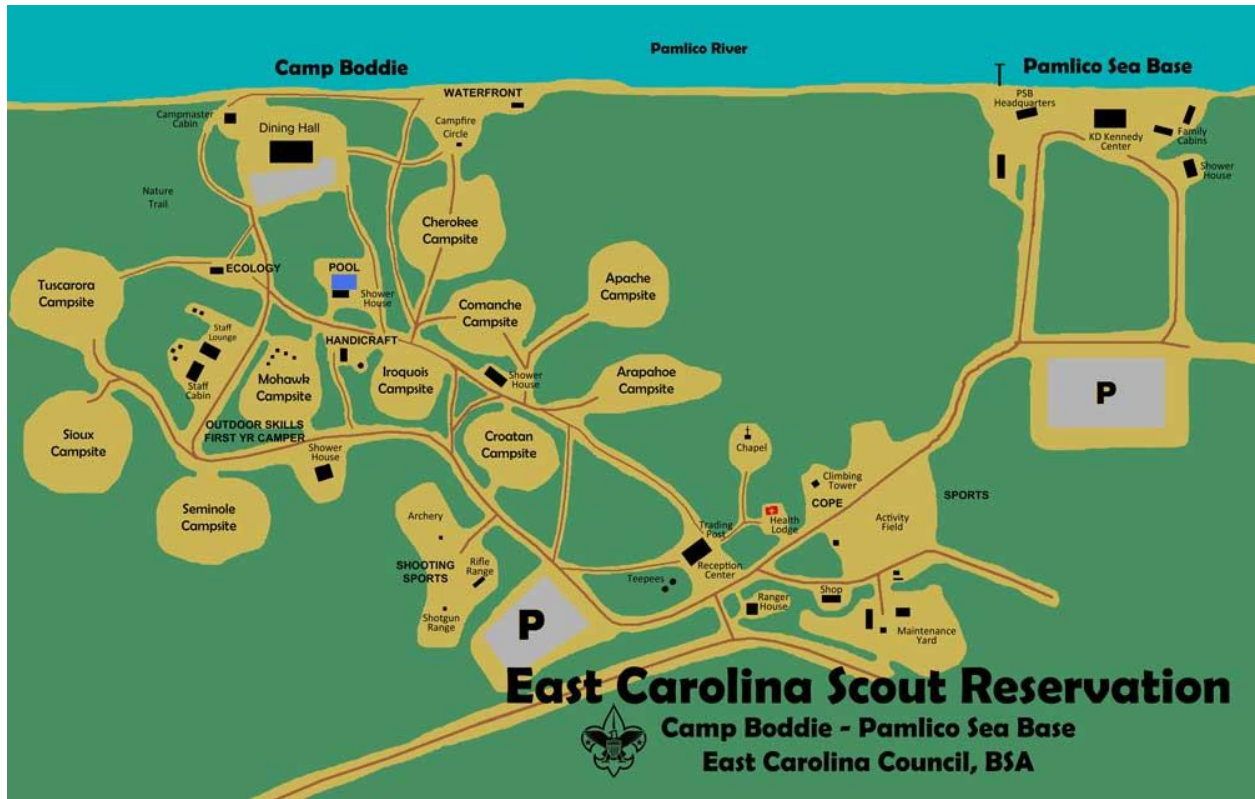 Pamlico River
Camp Boddie
Pamlico Sea Base
WATERFRONT
PSB
Headquarters
Campmaster
Cabin
Dining Hall
Campfire
Circle
KD Kennedy
Center
Family
Cabins
Shower
House
Nature
Trail
Cherokee
Campsite
ECOLOGY
POOL
Shower
House
Tuscarora
Campsite
Apache
Campsite
Comanche
Campsite
Staff
Lounge
HANDICRAFT
Staff
Cabin
Mohawk
Campsite
Iroquois
Campsite
Shower
House
Arapahoe
Campsite
P
OUTDOOR SKILLS
FIRST YR CAMPER
Sioux
Campsite
Shower
House
Croatan
Campsite
Chapel
Climbing
Tower
COPE
SPORTS
Seminole
Campsite
Archery
Trading
Post
Health
Lodge
Activity
Field
SHOOTING
SPORTS
Rifle
Range
Reception
Center
Teepees
Shotgun
Range
P
Ranger
House
Shop
Maintenance
Yard
East Carolina Scout Reservation
Camp Boddie - Pamlico Sea Base
East Carolina Council, BSA